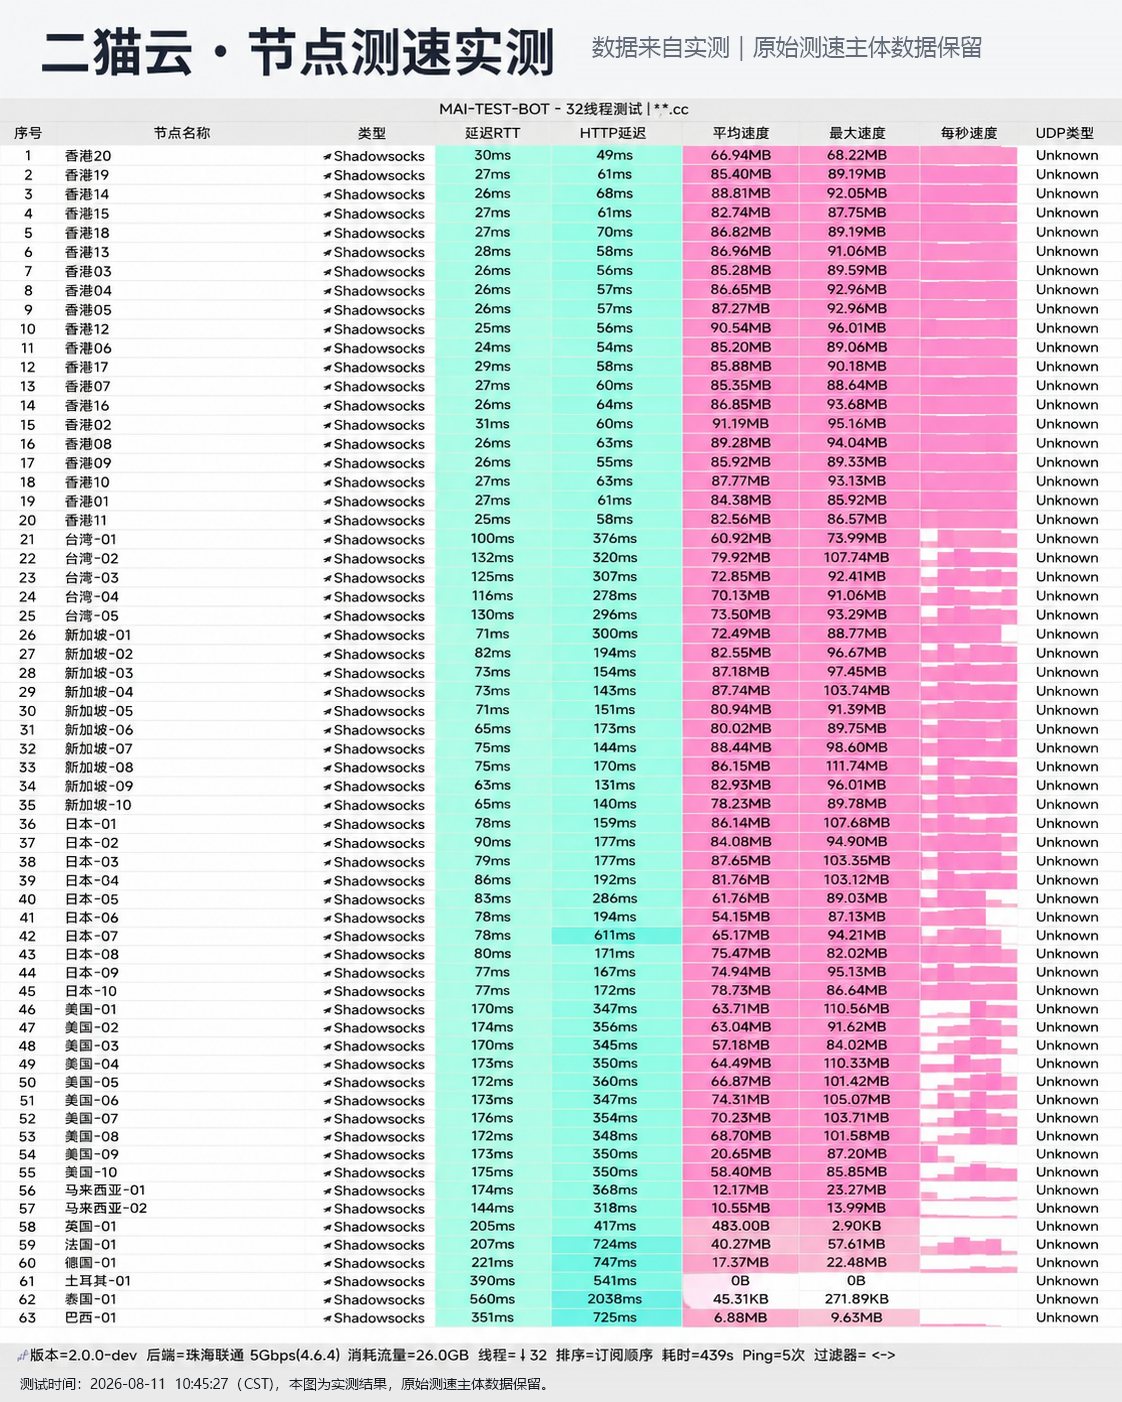 二猫云·节点测速实测 数据来自实测｜原始测速主体数据保留
MAI-TEST-BOT - 32线程测试 |*.*.cc
序号 节点名称 类型 延迟RTT HTTP延迟 平均速度 最大速度 每秒速度 UDP类型
1 香港20 Shadowsocks 30ms 49ms 66.94MB 68.22MB Unknown
2 香港19 Shadowsocks 27ms 61ms 85.40MB 89.19MB Unknown
3 香港14 Shadowsocks 26ms 68ms 88.81MB 92.05MB Unknown
4 香港15 Shadowsocks 27ms 61ms 82.74MB 87.75MB Unknown
5 香港18 Shadowsocks 27ms 70ms 86.82MB 89.19MB Unknown
6 香港13 Shadowsocks 28ms 58ms 86.96MB 91.06MB Unknown
7 香港03 Shadowsocks 26ms 56ms 85.28MB 89.59MB Unknown
8 香港04 Shadowsocks 26ms 57ms 86.65MB 92.96MB Unknown
9 香港05 Shadowsocks 26ms 57ms 87.27MB 92.96MB Unknown
10 香港12 Shadowsocks 25ms 56ms 90.54MB 96.01MB Unknown
11 香港06 Shadowsocks 24ms 54ms 85.20MB 89.06MB Unknown
12 香港17 Shadowsocks 29ms 58ms 85.88MB 90.18MB Unknown
13 香港07 Shadowsocks 27ms 60ms 85.35MB 88.64MB Unknown
14 香港16 Shadowsocks 26ms 64ms 86.85MB 93.68MB Unknown
15 香港02 Shadowsocks 31ms 60ms 91.19MB 95.16MB Unknown
16 香港08 Shadowsocks 26ms 63ms 89.28MB 94.04MB Unknown
17 香港09 Shadowsocks 26ms 55ms 85.92MB 89.33MB Unknown
18 香港10 Shadowsocks 27ms 63ms 87.77MB 93.13MB Unknown
19 香港01 Shadowsocks 27ms 61ms 84.38MB 85.92MB Unknown
20 香港11 Shadowsocks 25ms 58ms 82.56MB 86.57MB Unknown
21 台湾-01 Shadowsocks 100ms 376ms 60.92MB 73.99MB Unknown
22 台湾-02 Shadowsocks 132ms 320ms 79.92MB 107.74MB Unknown
23 台湾-03 Shadowsocks 125ms 307ms 72.85MB 92.41MB Unknown
24 台湾-04 Shadowsocks 116ms 278ms 70.13MB 91.06MB Unknown
25 台湾-05 Shadowsocks 130ms 296ms 73.50MB 93.29MB Unknown
26 新加坡-01 Shadowsocks 71ms 300ms 72.49MB 88.77MB Unknown
27 新加坡-02 Shadowsocks 82ms 194ms 82.55MB 96.67MB Unknown
28 新加坡-03 Shadowsocks 73ms 154ms 87.18MB 97.45MB Unknown
29 新加坡-04 Shadowsocks 73ms 143ms 87.74MB 103.74MB Unknown
30 新加坡-05 Shadowsocks 71ms 151ms 80.94MB 91.39MB Unknown
31 新加坡-06 Shadowsocks 65ms 173ms 80.02MB 89.75MB Unknown
32 新加坡-07 Shadowsocks 75ms 144ms 88.44MB 98.60MB Unknown
33 新加坡-08 Shadowsocks 75ms 170ms 86.15MB 111.74MB Unknown
34 新加坡-09 Shadowsocks 63ms 131ms 82.93MB 96.01MB Unknown
35 新加坡-10 Shadowsocks 65ms 140ms 78.23MB 89.78MB Unknown
36 日本-01 Shadowsocks 78ms 159ms 86.14MB 107.68MB Unknown
37 日本-02 Shadowsocks 90ms 177ms 84.08MB 94.90MB Unknown
38 日本-03 Shadowsocks 79ms 177ms 87.65MB 103.35MB Unknown
39 日本-04 Shadowsocks 86ms 192ms 81.76MB 103.12MB Unknown
40 日本-05 Shadowsocks 83ms 286ms 61.76MB 89.03MB Unknown
41 日本-06 Shadowsocks 78ms 194ms 54.15MB 87.13MB Unknown
42 日本-07 Shadowsocks 78ms 611ms 65.17MB 94.21MB Unknown
43 日本-08 Shadowsocks 80ms 171ms 75.47MB 82.02MB Unknown
44 日本-09 Shadowsocks 77ms 167ms 74.94MB 95.13MB Unknown
45 日本-10 Shadowsocks 77ms 172ms 78.73MB 86.64MB Unknown
46 美国-01 Shadowsocks 170ms 347ms 63.71MB 110.56MB Unknown
47 美国-02 Shadowsocks 174ms 356ms 63.04MB 91.62MB Unknown
48 美国-03 Shadowsocks 170ms 345ms 57.18MB 84.02MB Unknown
49 美国-04 Shadowsocks 173ms 350ms 64.49MB 110.33MB Unknown
50 美国-05 Shadowsocks 172ms 360ms 66.87MB 101.42MB Unknown
51 美国-06 Shadowsocks 173ms 347ms 74.31MB 105.07MB Unknown
52 美国-07 Shadowsocks 176ms 354ms 70.23MB 103.71MB Unknown
53 美国-08 Shadowsocks 172ms 348ms 68.70MB 101.58MB Unknown
54 美国-09 Shadowsocks 173ms 350ms 20.65MB 87.20MB Unknown
55 美国-10 Shadowsocks 175ms 350ms 58.40MB 85.85MB Unknown
56 马来西亚-01 Shadowsocks 174ms 368ms 12.17MB 23.27MB Unknown
57 马来西亚-02 Shadowsocks 144ms 318ms 10.55MB 13.99MB Unknown
58 英国-01 Shadowsocks 205ms 417ms 483.00B 2.90KB Unknown
59 法国-01 Shadowsocks 207ms 724ms 40.27MB 57.61MB Unknown
60 德国-01 Shadowsocks 221ms 747ms 17.37MB 22.48MB Unknown
61 土耳其-01 Shadowsocks 390ms 541ms 0B 0B Unknown
62 泰国-01 Shadowsocks 560ms 2038ms 45.31KB 271.89KB Unknown
63 巴西-01 Shadowsocks 351ms 725ms 6.88MB 9.63MB Unknown
版本=2.0.0-dev 后端=珠海联通 5Gbps(4.6.4) 消耗流量=26.0GB 线程=↓32 排序=订阅顺序 耗时=439s Ping=5次 过滤器= <->
测试时间：2026-08-11 10:45:27（CST），本图为实测结果，原始测速主体数据保留。